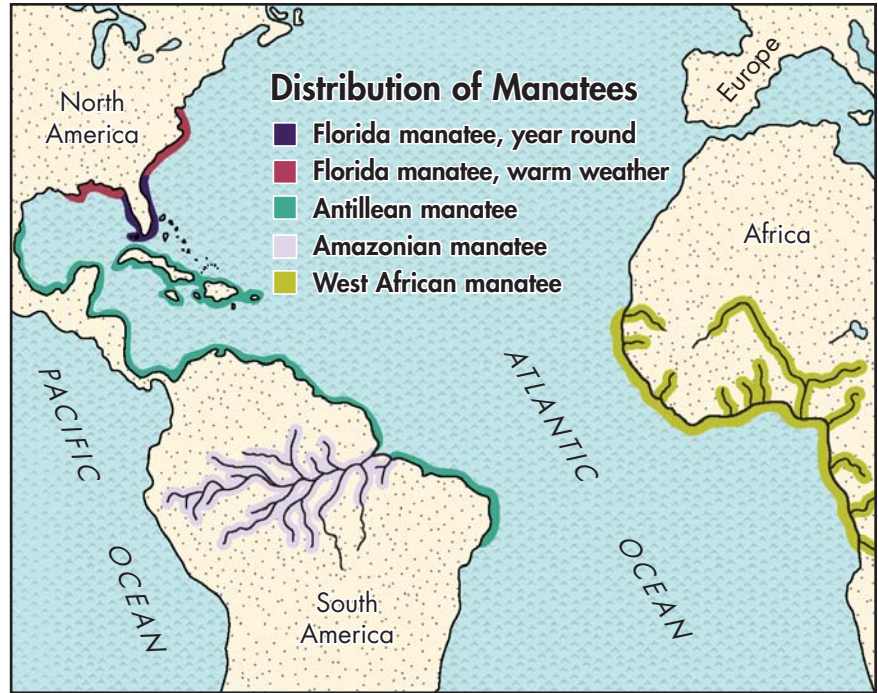 Distribution of Manatees
Florida manatee, year round
Florida manatee, warm weather
Antillean manatee
Amazonian manatee
West African manatee
North
America
Europe
Africa
PACIFIC
OCEAN
ATLANTIC
OCEAN
South
America